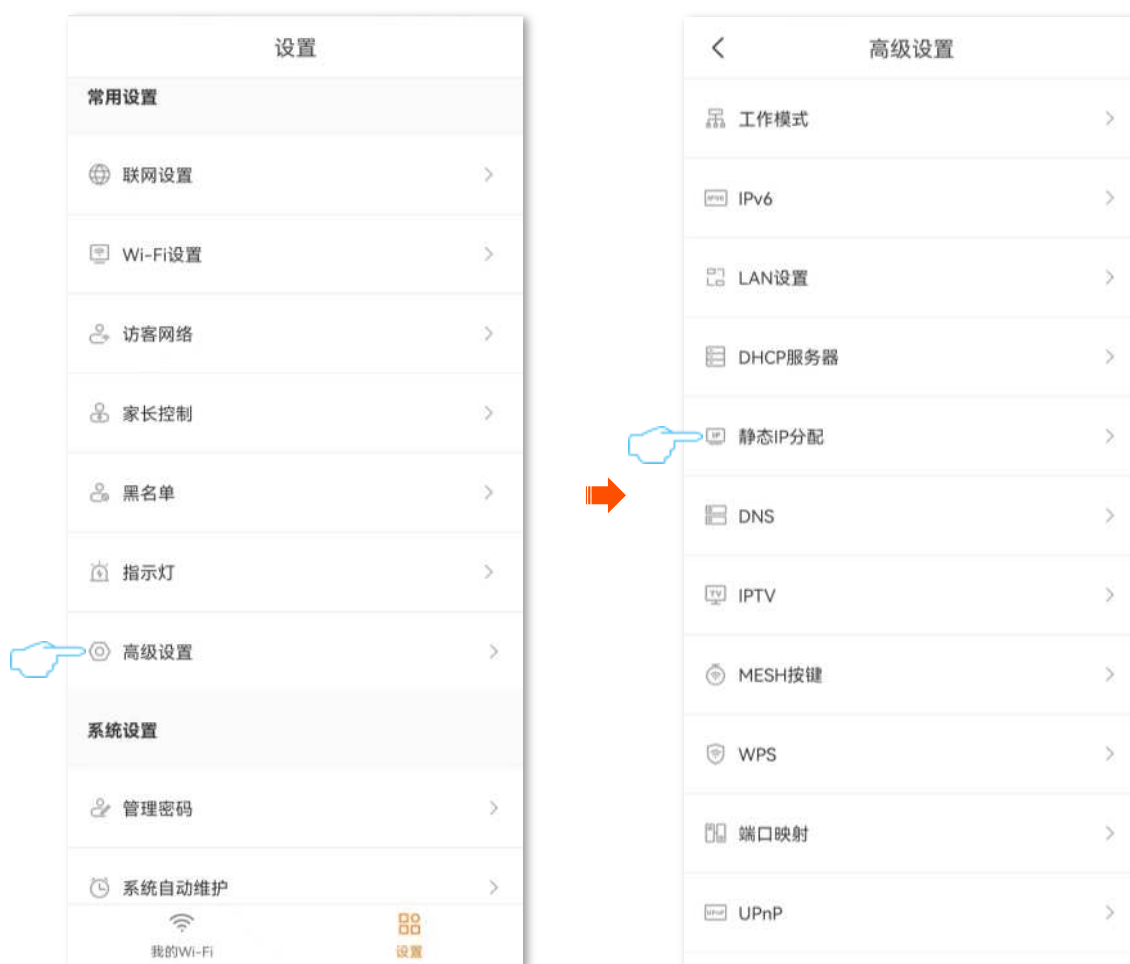 设置
常用设置
联网设置
Wi-Fi设置
访客网络
家长控制
黑名单
指示灯
高级设置
系统设置
管理密码
系统自动维护
我的Wi-Fi
设置
高级设置
工作模式
IPv6
LAN设置
DHCP服务器
IP
静态IP分配
DNS
TV
IPTV
MESH按键
WPS
端口映射
UPnP